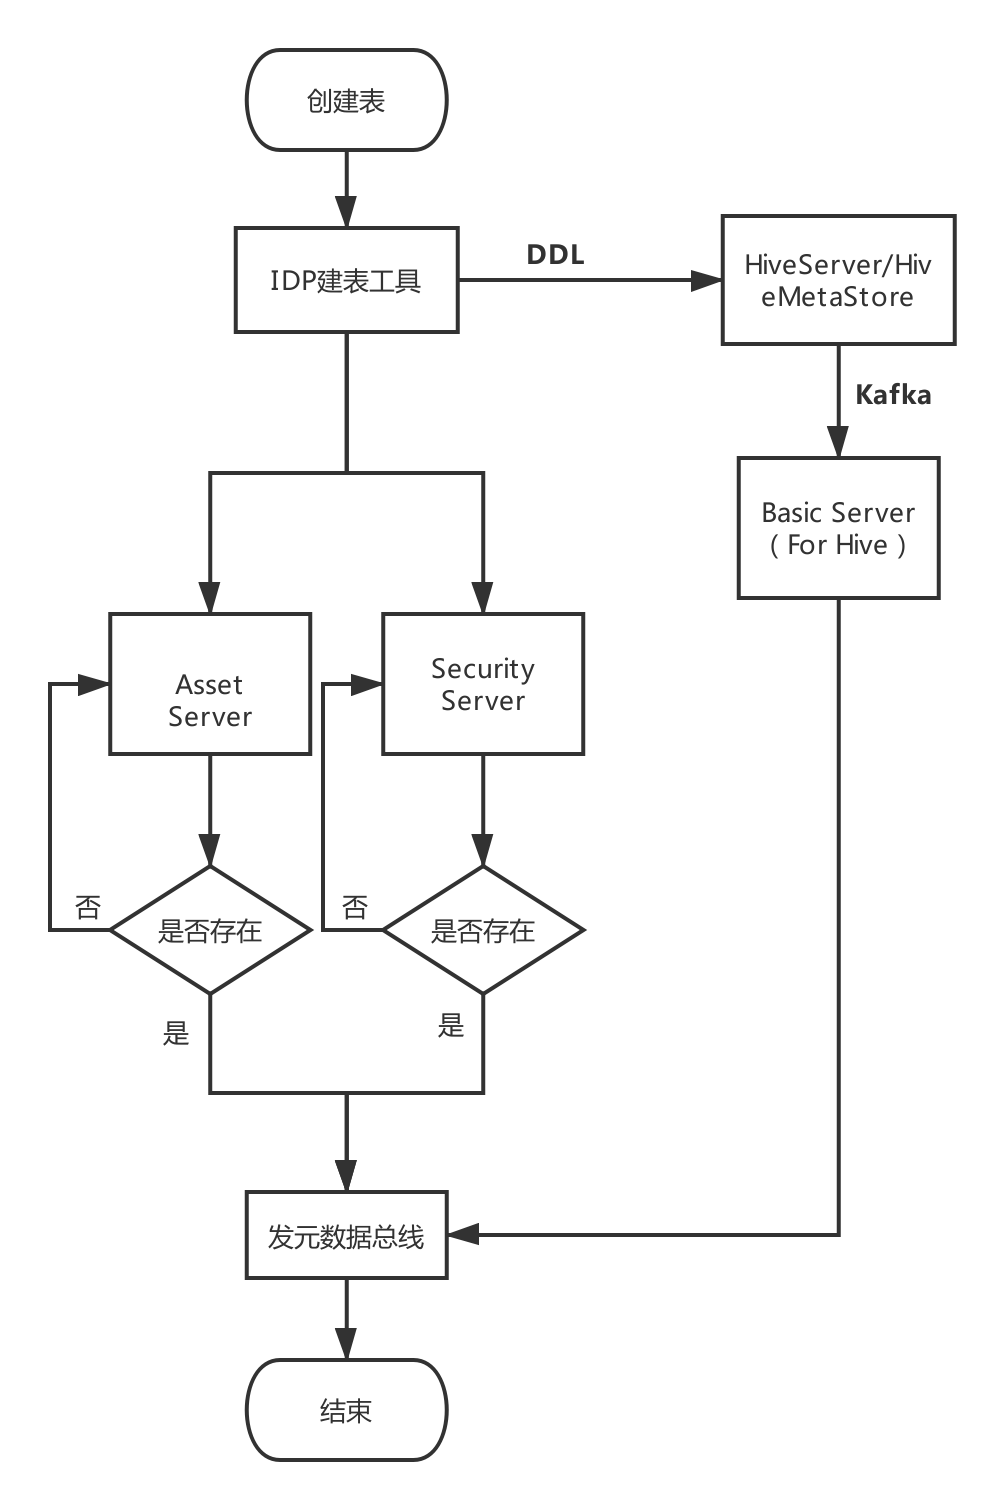 创建表
IDP建表工具
DDL
HiveServer/Hiv
eMetaStore
Kafka
Basic Server
（For Hive）
Asset
Server
Security
Server
否
是否存在
否
是否存在
是
是
发元数据总线
结束